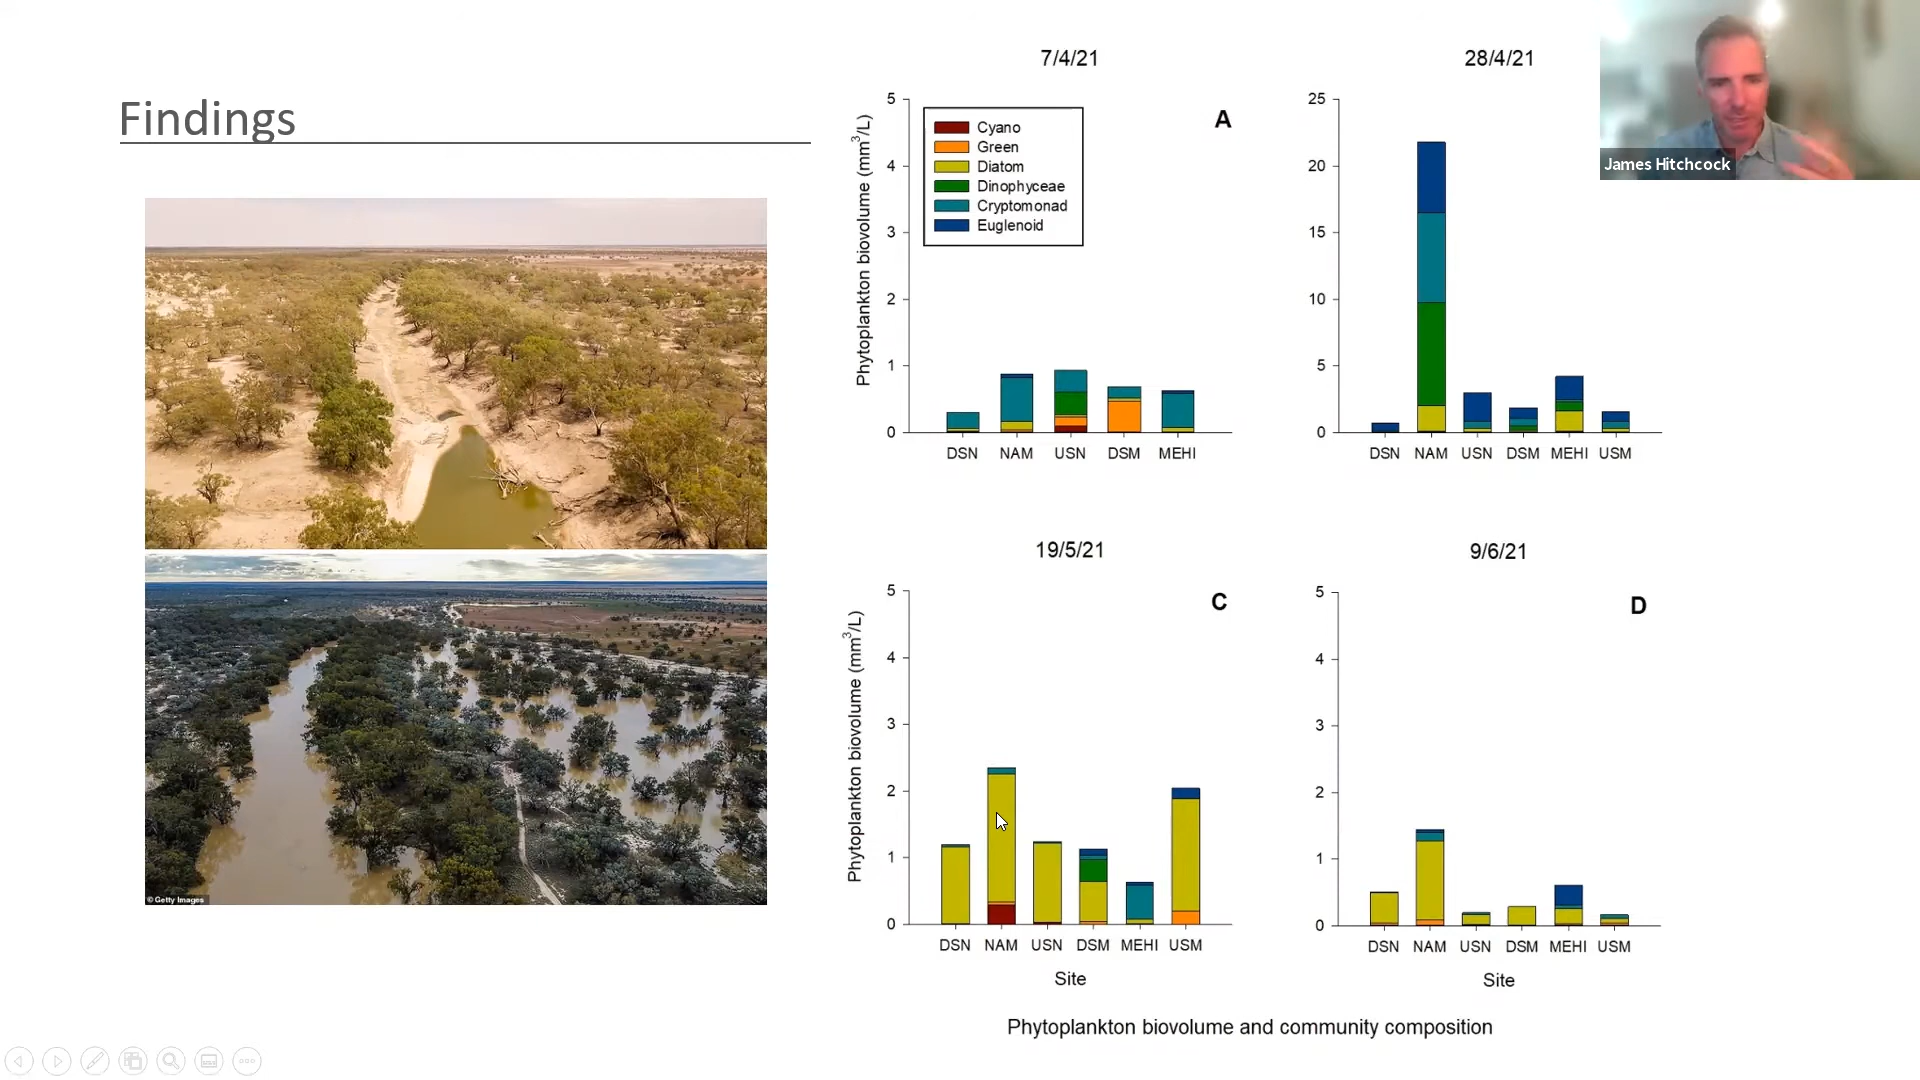 Findings
© Getty Images
7/4/21
A
Phytoplankton biovolume (mm³/L)
5
4
3
2
1
0
Cyano
Green
Diatom
Dinophyceae
Cryptomonad
Euglenoid
DSN NAM USN DSM MEHI
28/4/21
25
20
15
10
5
0
DSN NAM USN DSM MEHI USM
James Hitchcock
19/5/21
C
Phytoplankton biovolume (mm³/L)
5
4
3
2
1
0
DSN NAM USN DSM MEHI USM
Site
9/6/21
D
5
4
3
2
1
0
DSN NAM USN DSM MEHI USM
Site
Phytoplankton biovolume and community composition